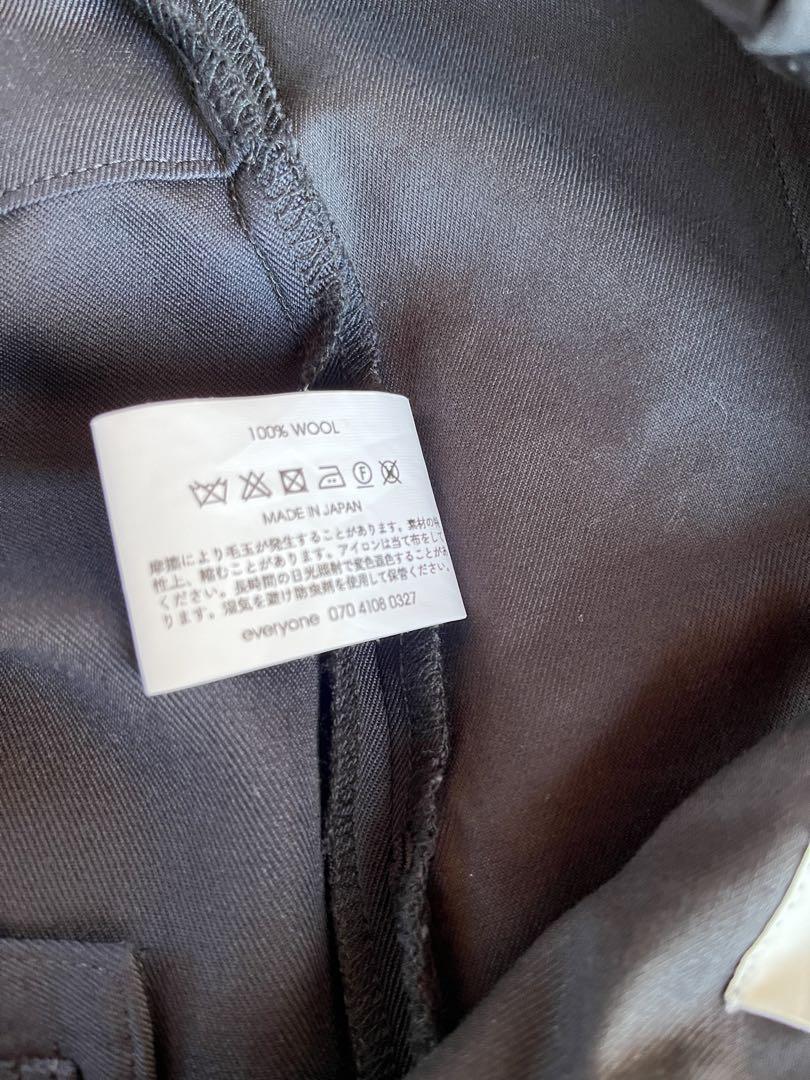 100% WOOL
F
MADE IN JAPAN
摩擦により毛玉が発生することがあります。素材の特
性上、縮むことがあります。アイロンは当て布をして
ください。長時間の日光照射で変色退色することがあ
ります。湿気を避け防虫剤を使用して保管ください。
everyone 070 4108 0327